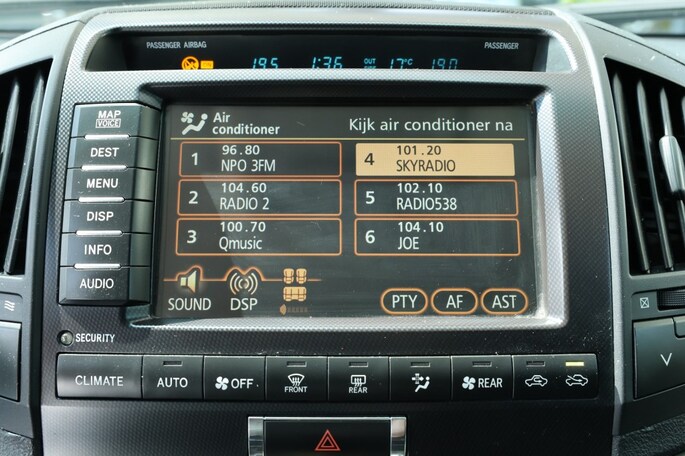 PASSENGER AIRBAG
PASSENGER
19.5 1:36 OUT SIDE 17°C 19.0
MAP
VOICE
DEST
MENU
DISP
INFO
AUDIO
Air
conditioner
Kijk air conditioner na
1 96.80
NPO 3FM
4 101.20
SKYRADIO
2 104.60
RADIO 2
5 102.10
RADIO538
3 100.70
Qmusic
6 104.10
JOE
SOUND DSP
PTY AF AST
SECURITY
CLIMATE AUTO OFF FRONT REAR REAR